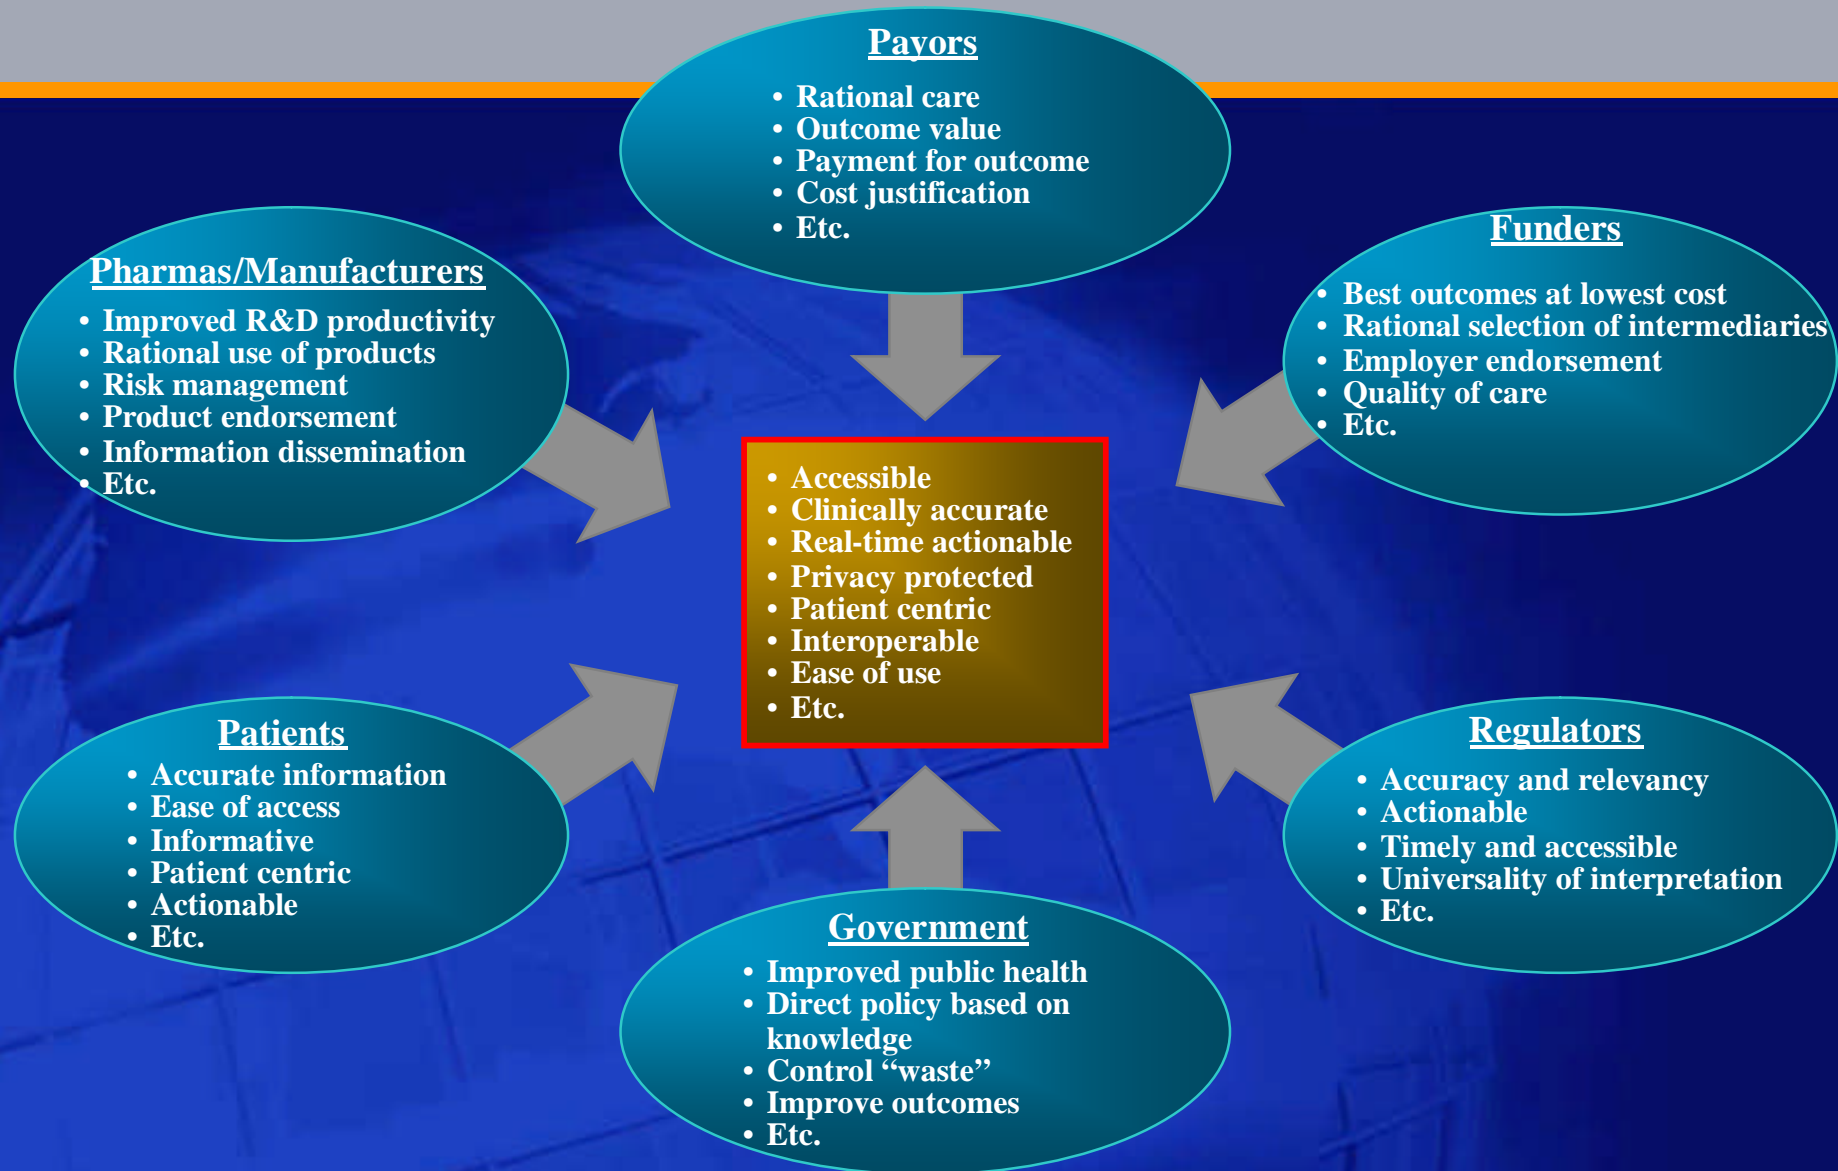 Payors
• Rational care
• Outcome value
• Payment for outcome
• Cost justification
• Etc.
Pharmas/Manufacturers
• Improved R&D productivity
• Rational use of products
• Risk management
• Product endorsement
• Information dissemination
• Etc.
Funders
• Best outcomes at lowest cost
• Rational selection of intermediaries
• Employer endorsement
• Quality of care
• Etc.
• Accessible
• Clinically accurate
• Real-time actionable
• Privacy protected
• Patient centric
• Interoperable
• Ease of use
• Etc.
Patients
• Accurate information
• Ease of access
• Informative
• Patient centric
• Actionable
• Etc.
Regulators
• Accuracy and relevancy
• Actionable
• Timely and accessible
• Universality of interpretation
• Etc.
Government
• Improved public health
• Direct policy based on
knowledge
• Control “waste”
• Improve outcomes
• Etc.